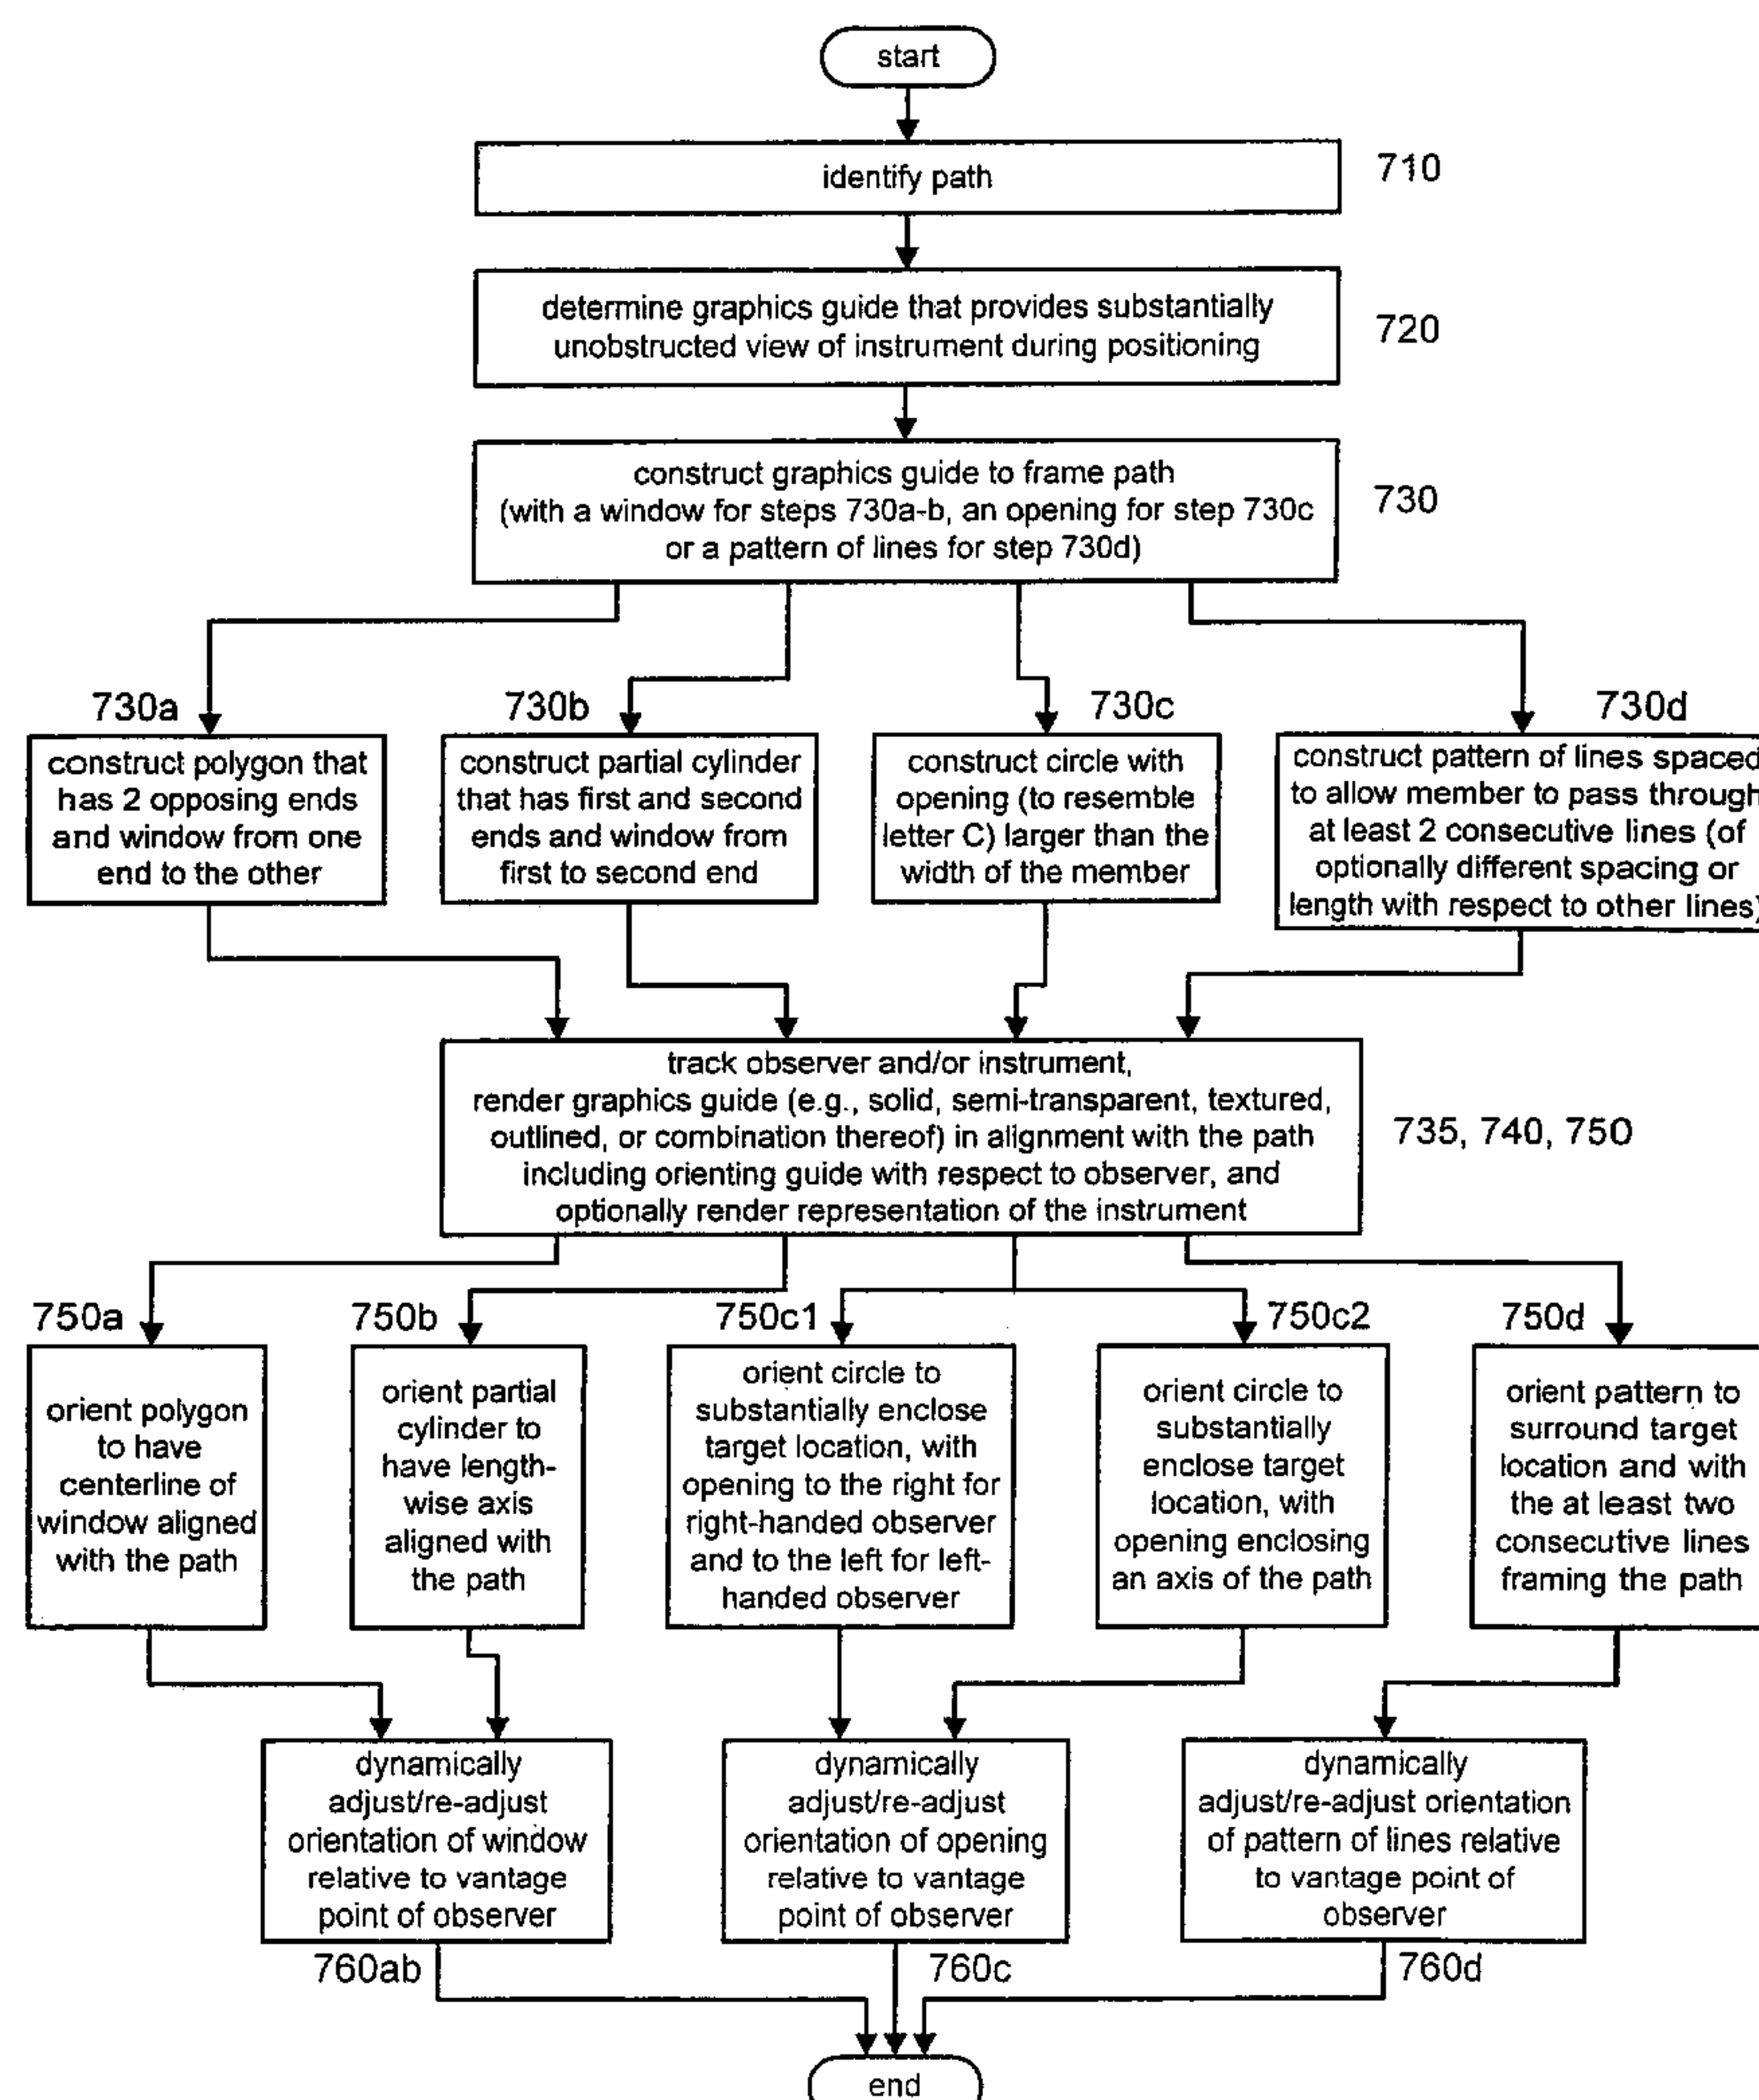 start
identify path
710
determine graphics guide that provides substantially
unobstructed view of instrument during positioning
720
construct graphics guide to frame path
(with a window for steps 730a-b, an opening for step 730c
or a pattern of lines for step 730d)
730
730a
construct polygon that
has 2 opposing ends
and window from one
end to the other
730b
construct partial cylinder
that has first and second
ends and window from
first to second end
730c
construct circle with
opening (to resemble
letter C) larger than the
width of the member
730d
construct pattern of lines spaced
to allow member to pass through
at least 2 consecutive lines (of
optionally different spacing or
length with respect to other lines)
track observer and/or instrument,
render graphics guide (e.g., solid, semi-transparent, textured,
outlined, or combination thereof) in alignment with the path
including orienting guide with respect to observer, and
optionally render representation of the instrument
735, 740, 750
750a
orient polygon
to have
centerline of
window aligned
with the path
750b
orient partial
cylinder to
have length-
wise axis
aligned with
the path
750c1
orient circle to
substantially enclose
target location, with
opening to the right for
right-handed observer
and to the left for left-
handed observer
750c2
orient circle to
substantially
enclose target
location, with
opening enclosing
an axis of the path
750d
orient pattern to
surround target
location and with
the at least two
consecutive lines
framing the path
dynamically
adjust/re-adjust
orientation of window
relative to vantage
point of observer
760ab
dynamically
adjust/re-adjust
orientation of opening
relative to vantage
point of observer
760c
dynamically
adjust/re-adjust orientation
of pattern of lines relative
to vantage point of
observer
760d
end